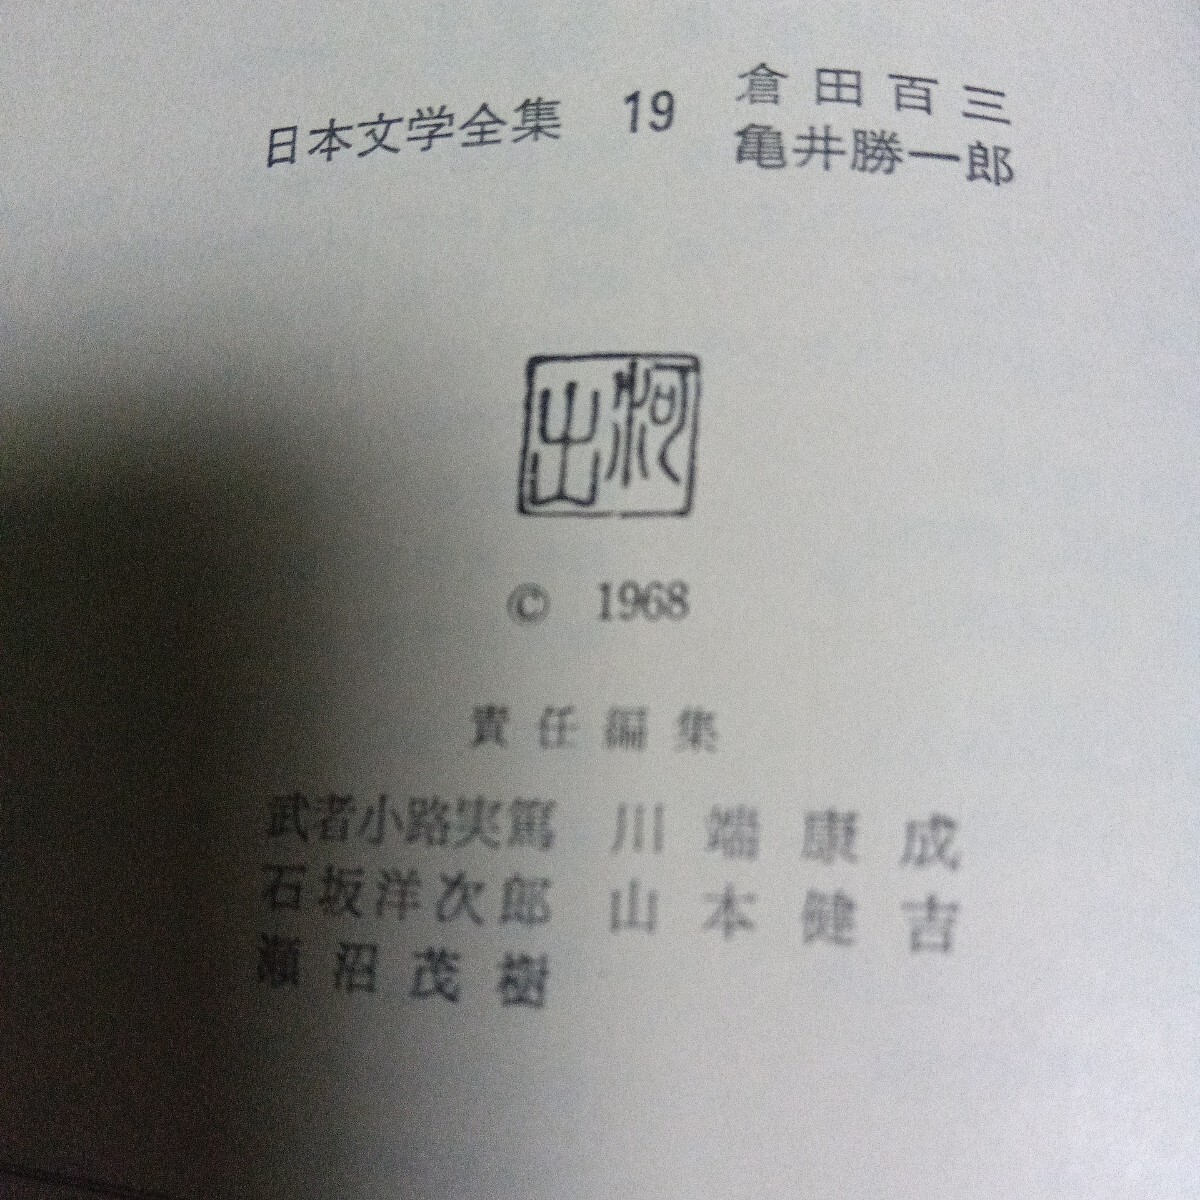 日本文学全集 19 倉田百三
亀井勝一郎
河出
© 1968
責任編集
武者小路実篤 川端康成
石坂洋次郎 山本健吉
瀬沼茂樹